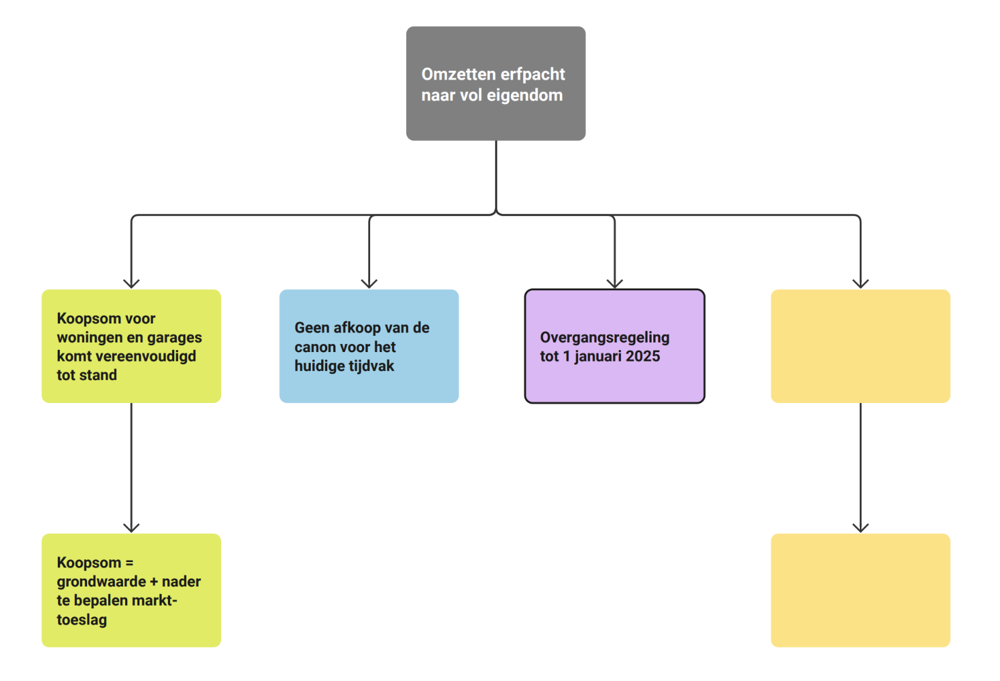 Omzetten erfpacht
naar vol eigendom
Koopsom voor
woningen en garages
komt vereenvoudigd
tot stand
Geen afkoop van de
canon voor het
huidige tijdvak
Overgangsregeling
tot 1 januari 2025
Koopsom =
grondwaarde + nader
te bepalen markt-
toeslag